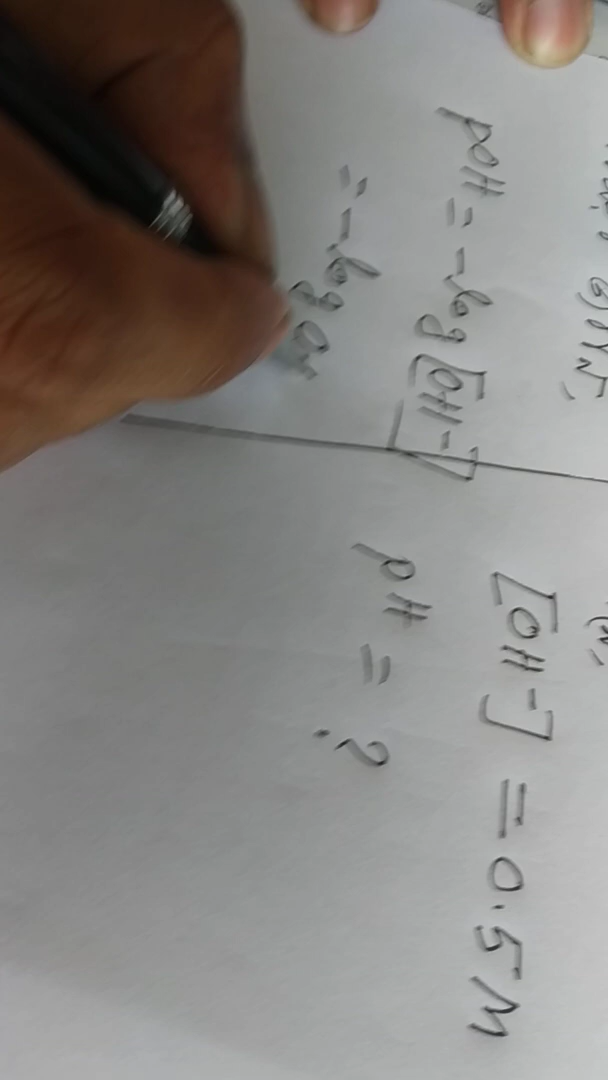 [OH-] = 0.5M
pH = ?
pOH = -log[OH-]
= -log